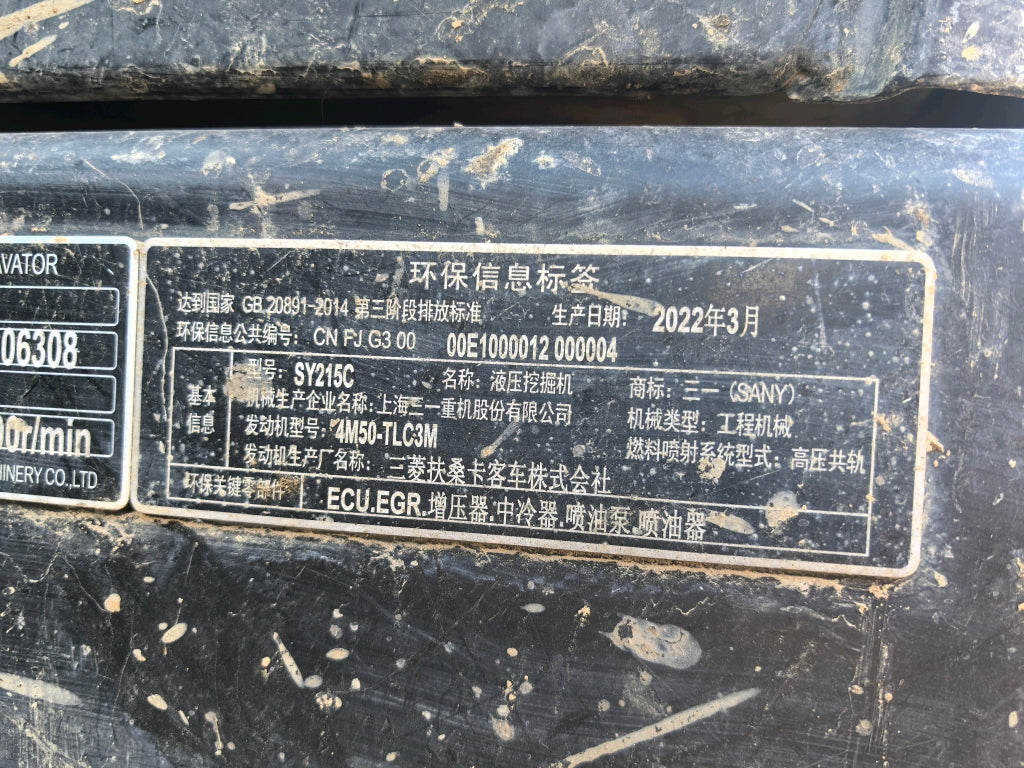 AVATOR
06308
00r/min
HINERY CO.,LTD
环保信息标签
达到国家 GB 20891-2014 第三阶段排放标准 生产日期: 2022年3月
环保信息公共编号: CN FJ G3 00 00E1000012 000004
基本信息
型号: SY215C 名称: 液压挖掘机 商标: 三一 (SANY)
机械生产企业名称: 上海三一重机股份有限公司 机械类型: 工程机械
发动机型号: 4M50-TLC3M 燃料喷射系统型式: 高压共轨
发动机生产厂名称: 三菱扶桑卡客车株式会社
环保关键零部件 ECU.EGR.增压器.中冷器.喷油泵.喷油器